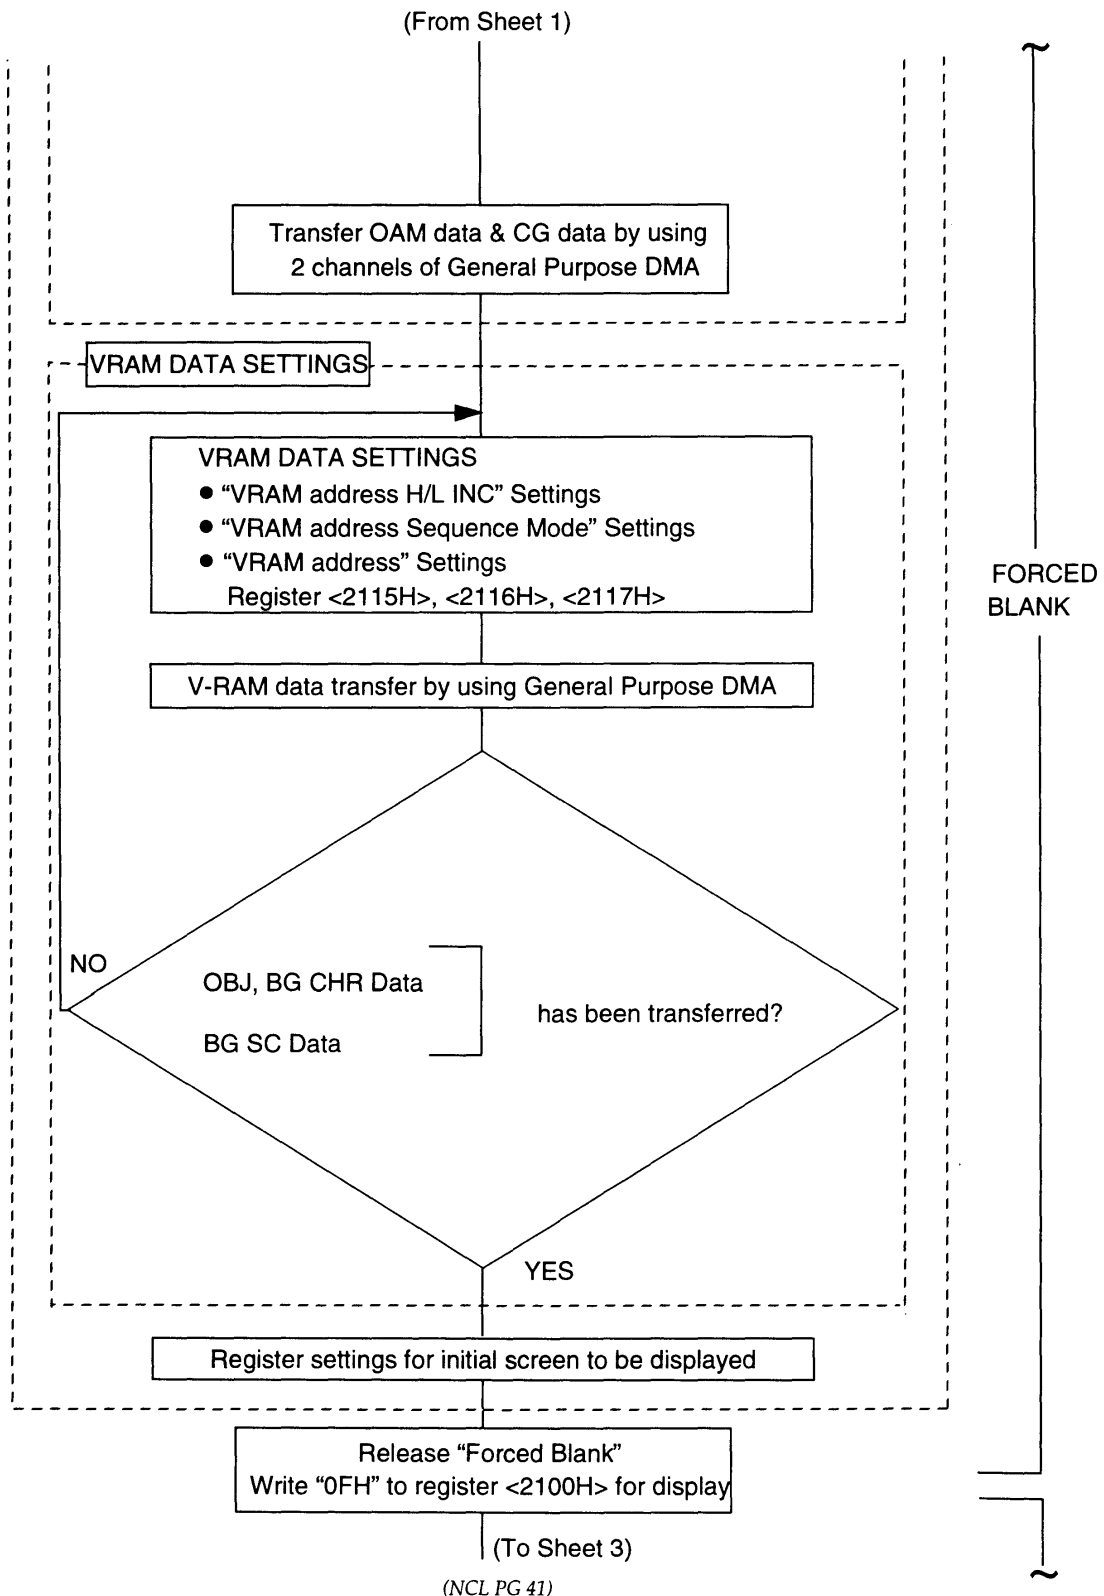 (From Sheet 1)
Transfer OAM data & CG data by using
2 channels of General Purpose DMA
VRAM DATA SETTINGS
VRAM DATA SETTINGS
● “VRAM address H/L INC” Settings
● “VRAM address Sequence Mode” Settings
● “VRAM address” Settings
Register <2115H>, <2116H>, <2117H>
FORCED
BLANK
V-RAM data transfer by using General Purpose DMA
NO
OBJ, BG CHR Data
BG SC Data
has been transferred?
YES
Register settings for initial screen to be displayed
Release “Forced Blank”
Write “0FH” to register <2100H> for display
(To Sheet 3)
(NCL PG 41)